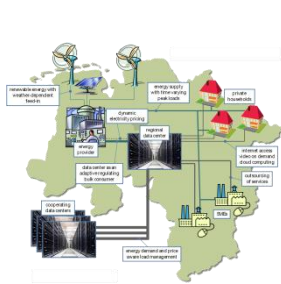 renewable energy with
weather dependent
feed-in
energy supply
with time-varying
peak loads
private
households
dynamic
electricity pricing
regional
data center
energy
provider
internet access
video on demand
cloud computing
data center as an
adaptive regulating
bulk consumer
outsourcing
of services
cooperating
data centers
SMBs
energy demand and price
aware load management